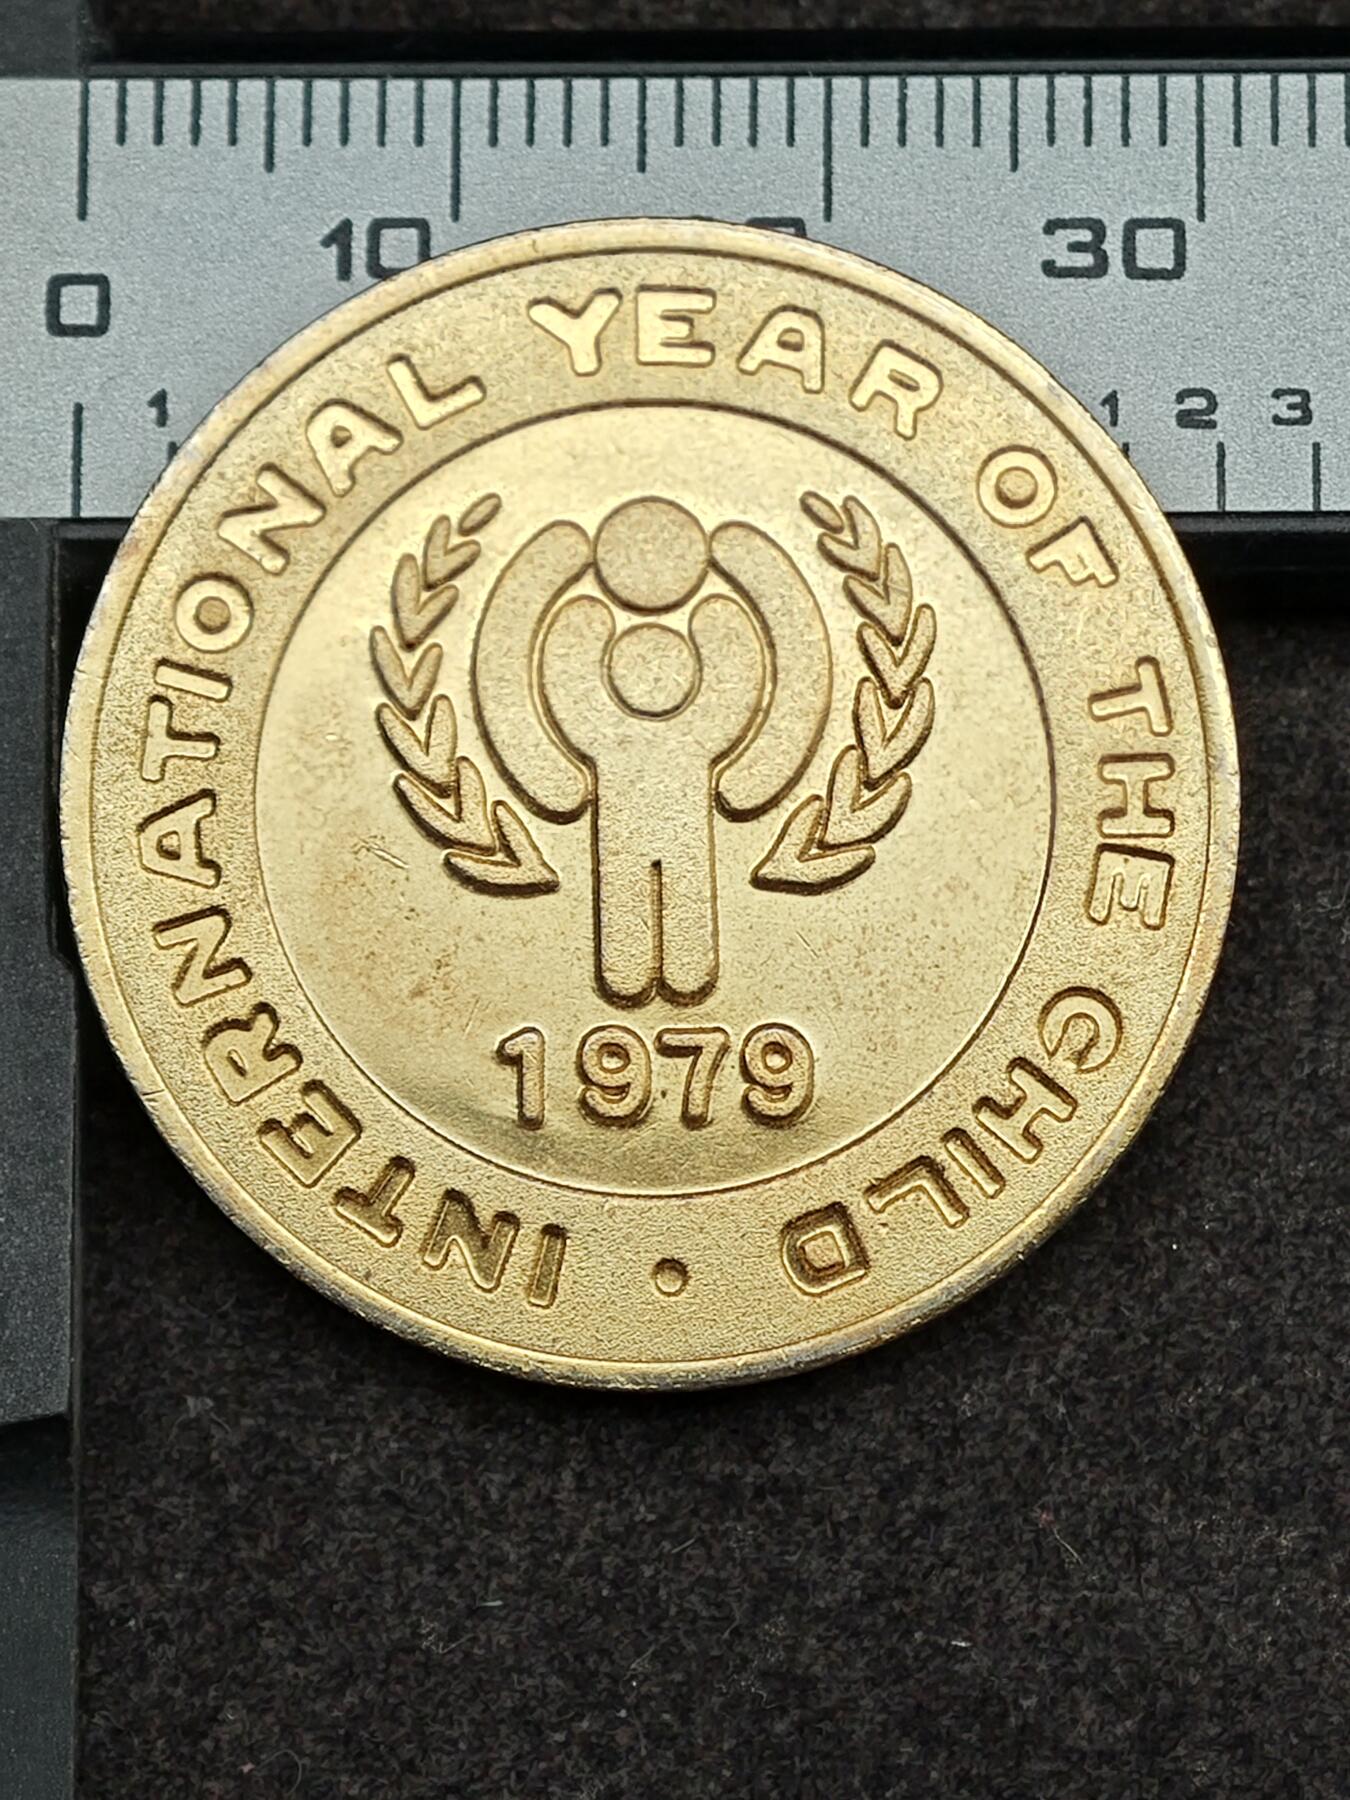 10
30
0
1
1 2 3
INTERNATIONAL YEAR OF THE CHILD •
1979